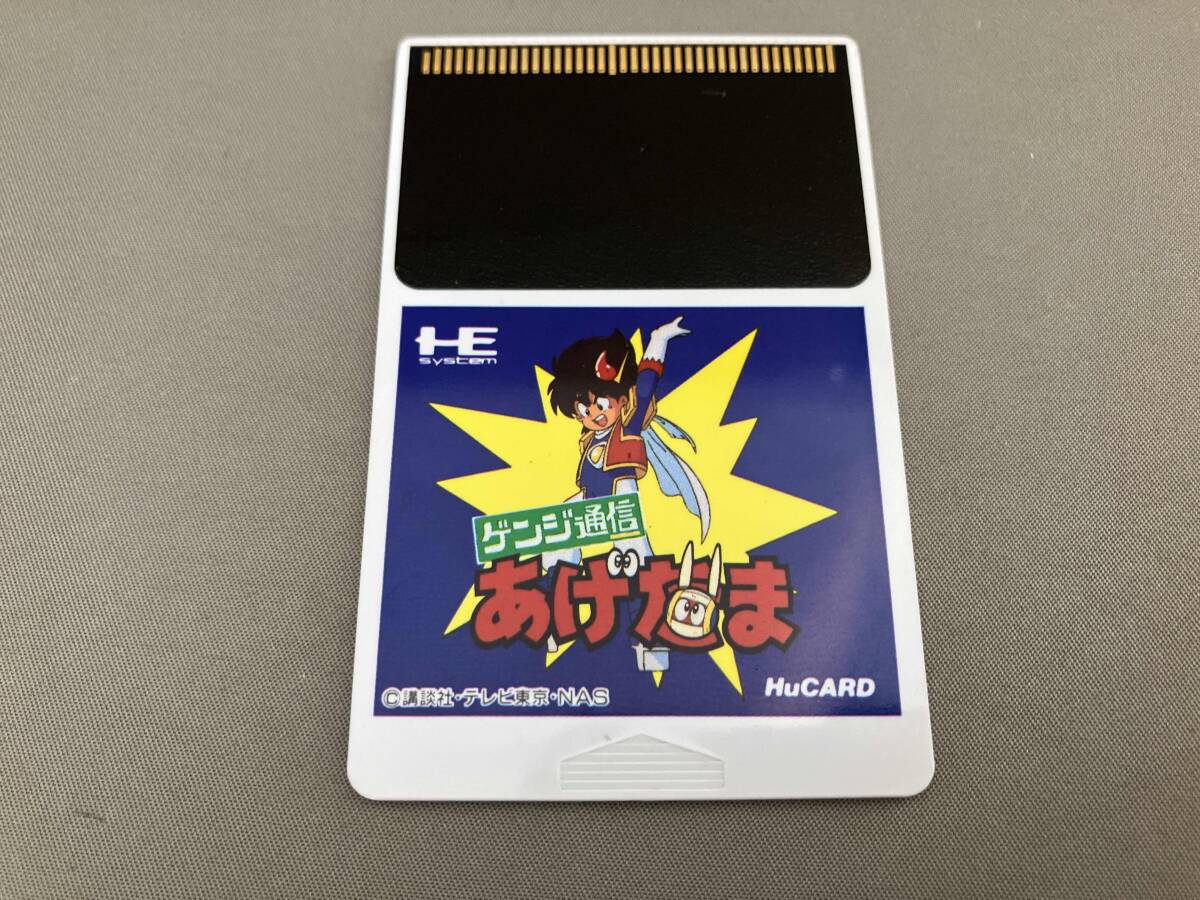 HE
system
ゲンジ通信
あげだま
©講談社・テレビ東京・NAS
HuCARD